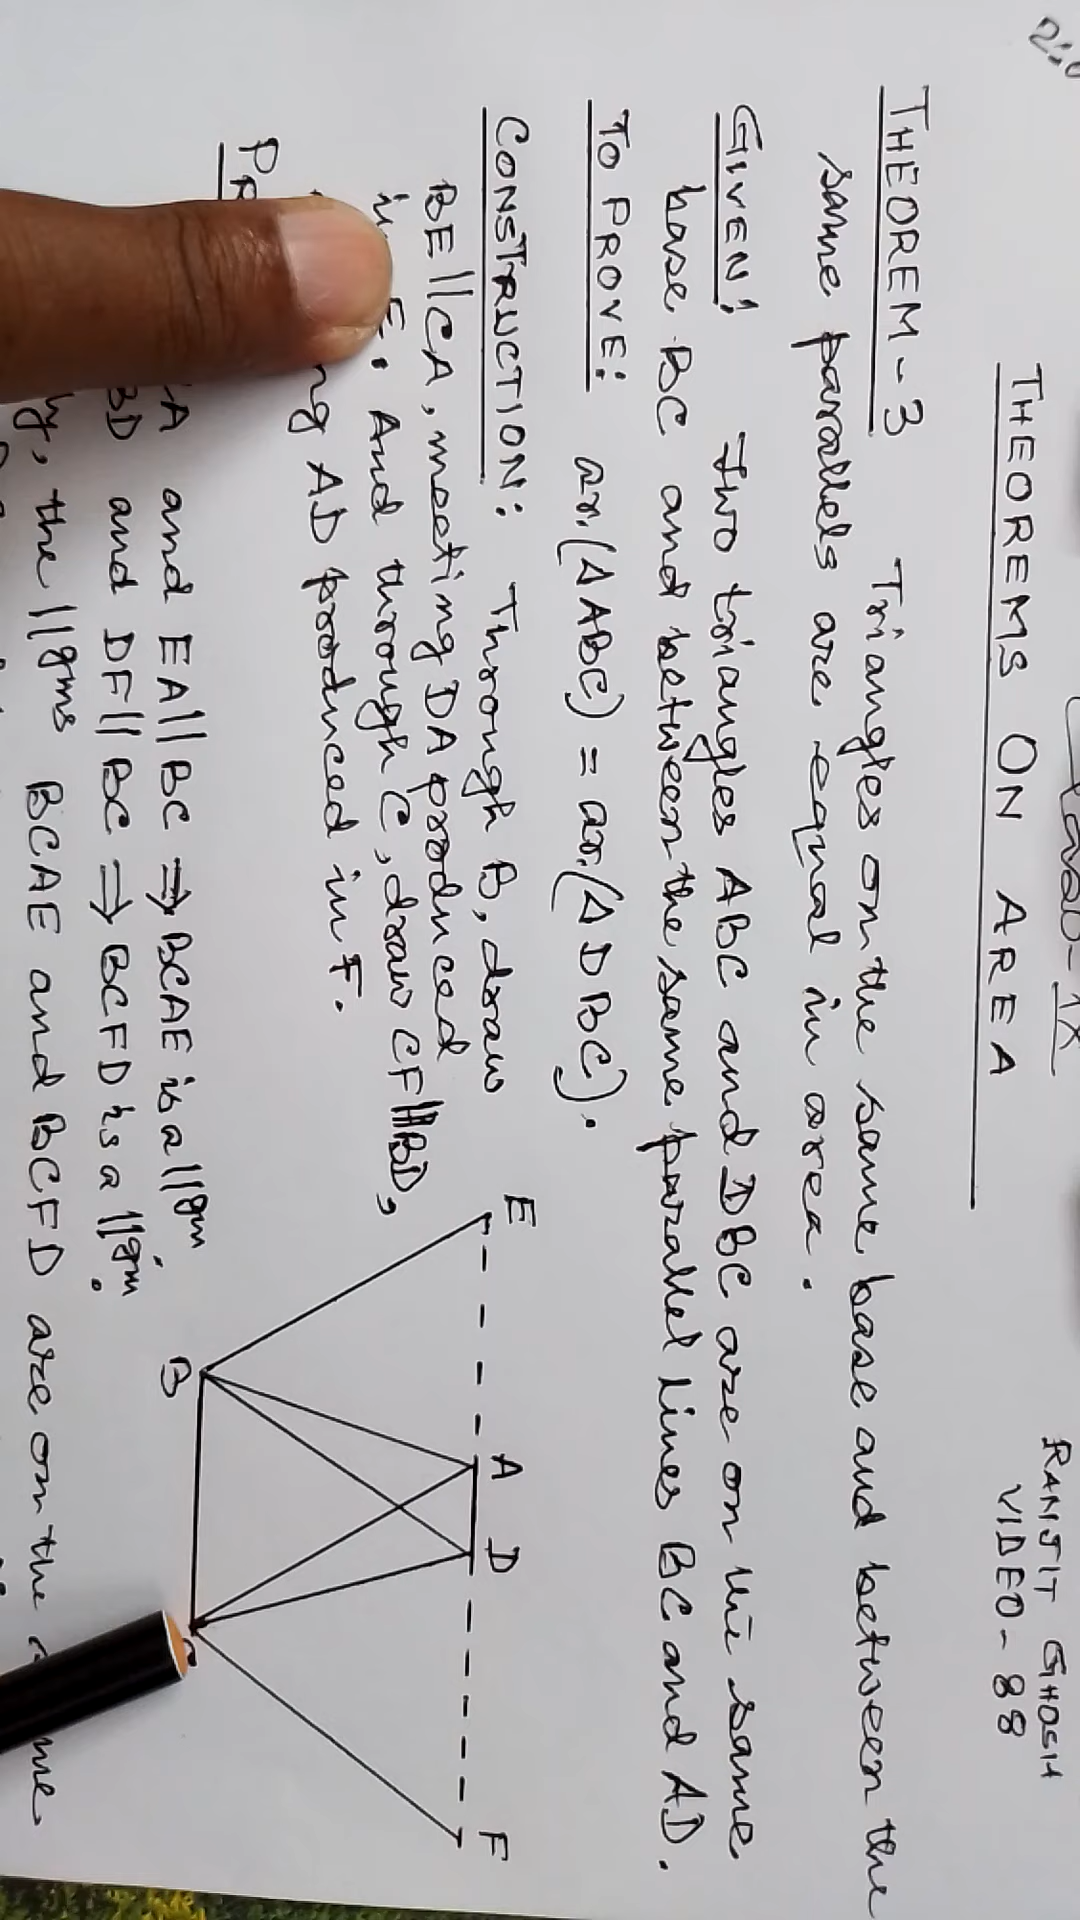 RANJIT GHOSH
VIDEO-88
THEOREMS ON AREA
THEOREM-3 Triangles on the same base and between the
same parallels are equal in area.
GIVEN: Two triangles ABC and DBC are on the same
base BC and between the same parallel lines BC and AD.
TO PROVE: ar.(ΔABC) = ar.(ΔDBC).
CONSTRUCTION: Through B, draw
BE||CA, meeting DA produced
in E. And through C, draw CF||BD,
AD produced in F.
and EA||BC ⇒ BCAE is a ||gm
BD and DF||BC ⇒ BCFD is a ||gm.
the ||gms BCAE and BCFD are on the
E
A
D
F
B